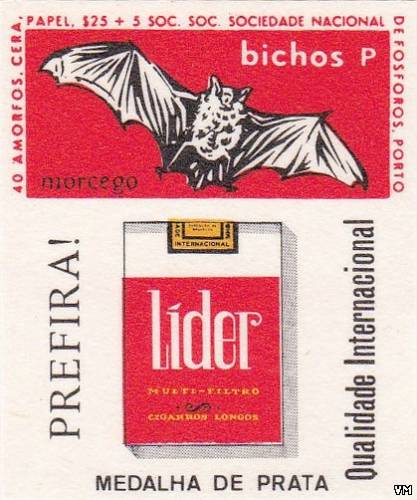 40 AMORFOS, CERA,
PAPEL, $25 + 5 SOC. SOC. SOCIEDADE NACIONAL
DE FOSFOROS, PORTO
bichos P
morcego
PREFIRA!
INTERNACIONAL
Líder
MULTI-FILTRO
CIGARROS LONGOS
Qualidade Internacional
MEDALHA DE PRATA
VM